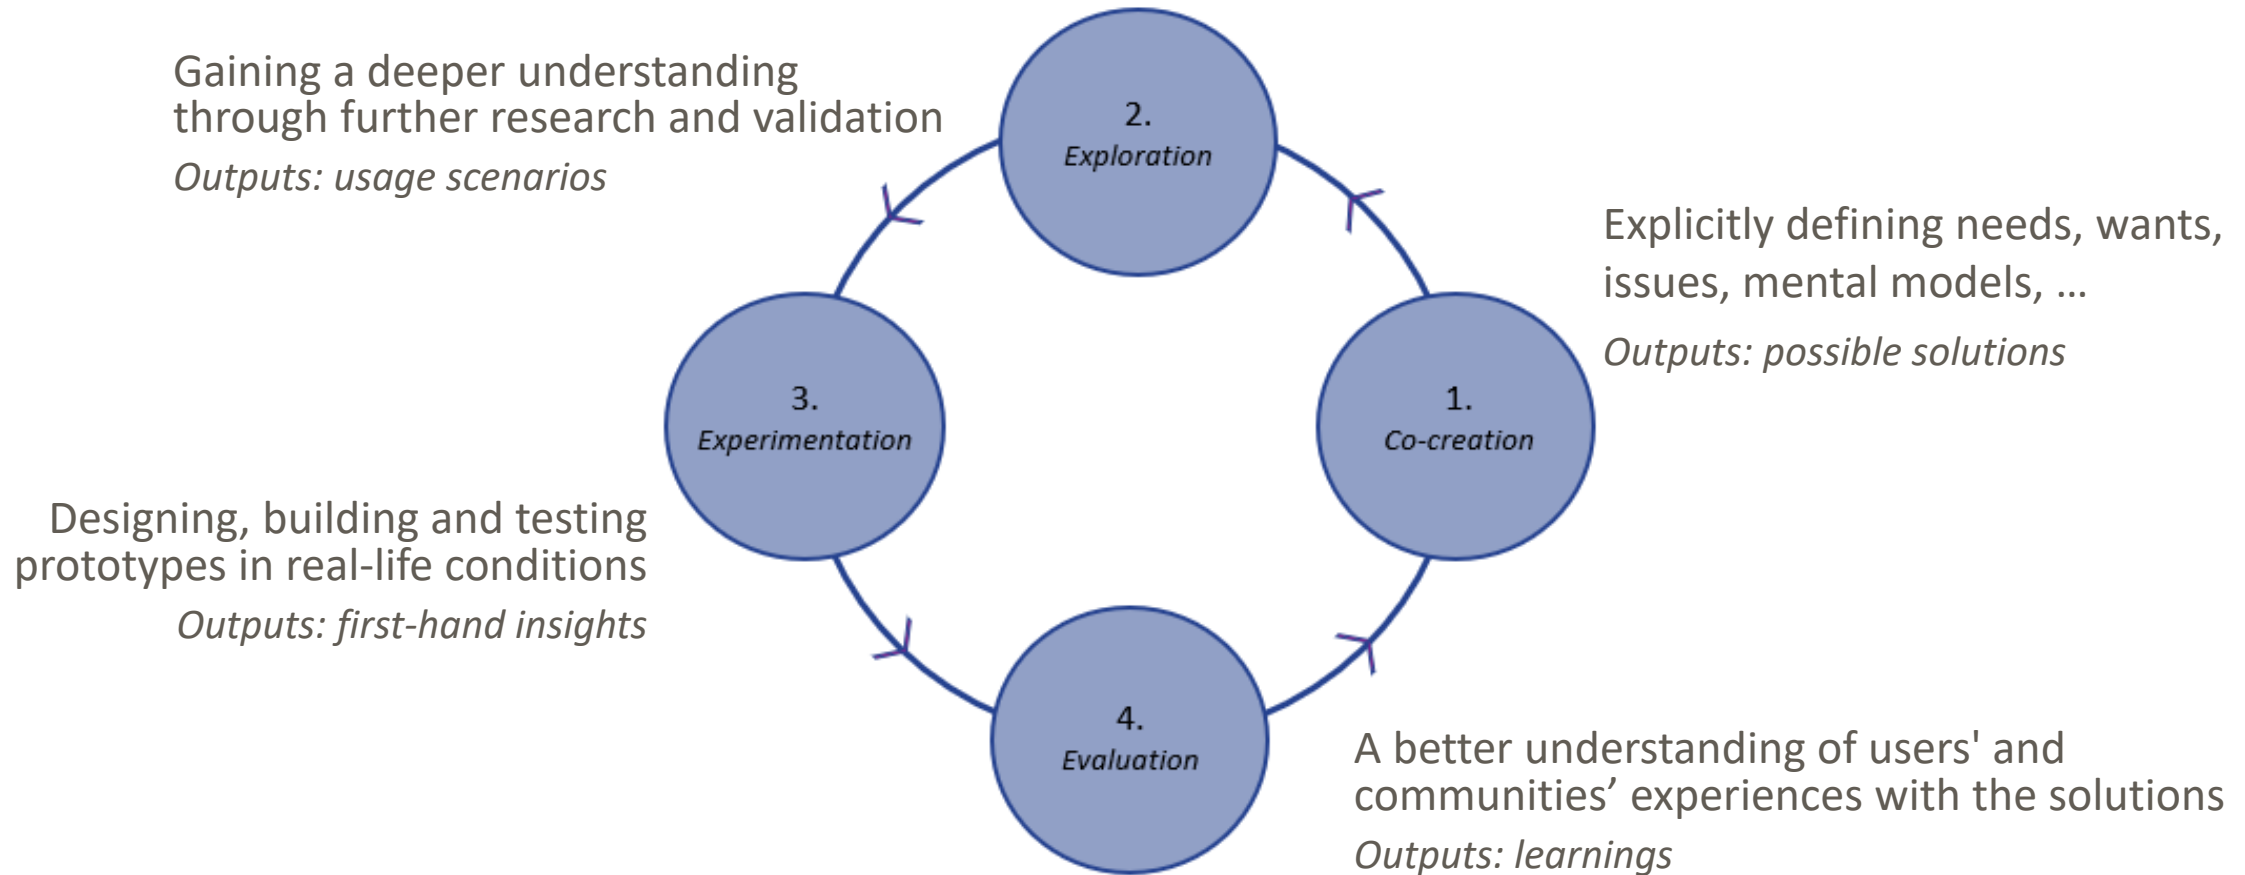 Gaining a deeper understanding
through further research and validation
Outputs: usage scenarios
2.
Exploration
Explicitly defining needs, wants,
issues, mental models, ...
Outputs: possible solutions
3.
Experimentation
1.
Co-creation
Designing, building and testing
prototypes in real-life conditions
Outputs: first-hand insights
4.
Evaluation
A better understanding of users' and
communities’ experiences with the solutions
Outputs: learnings